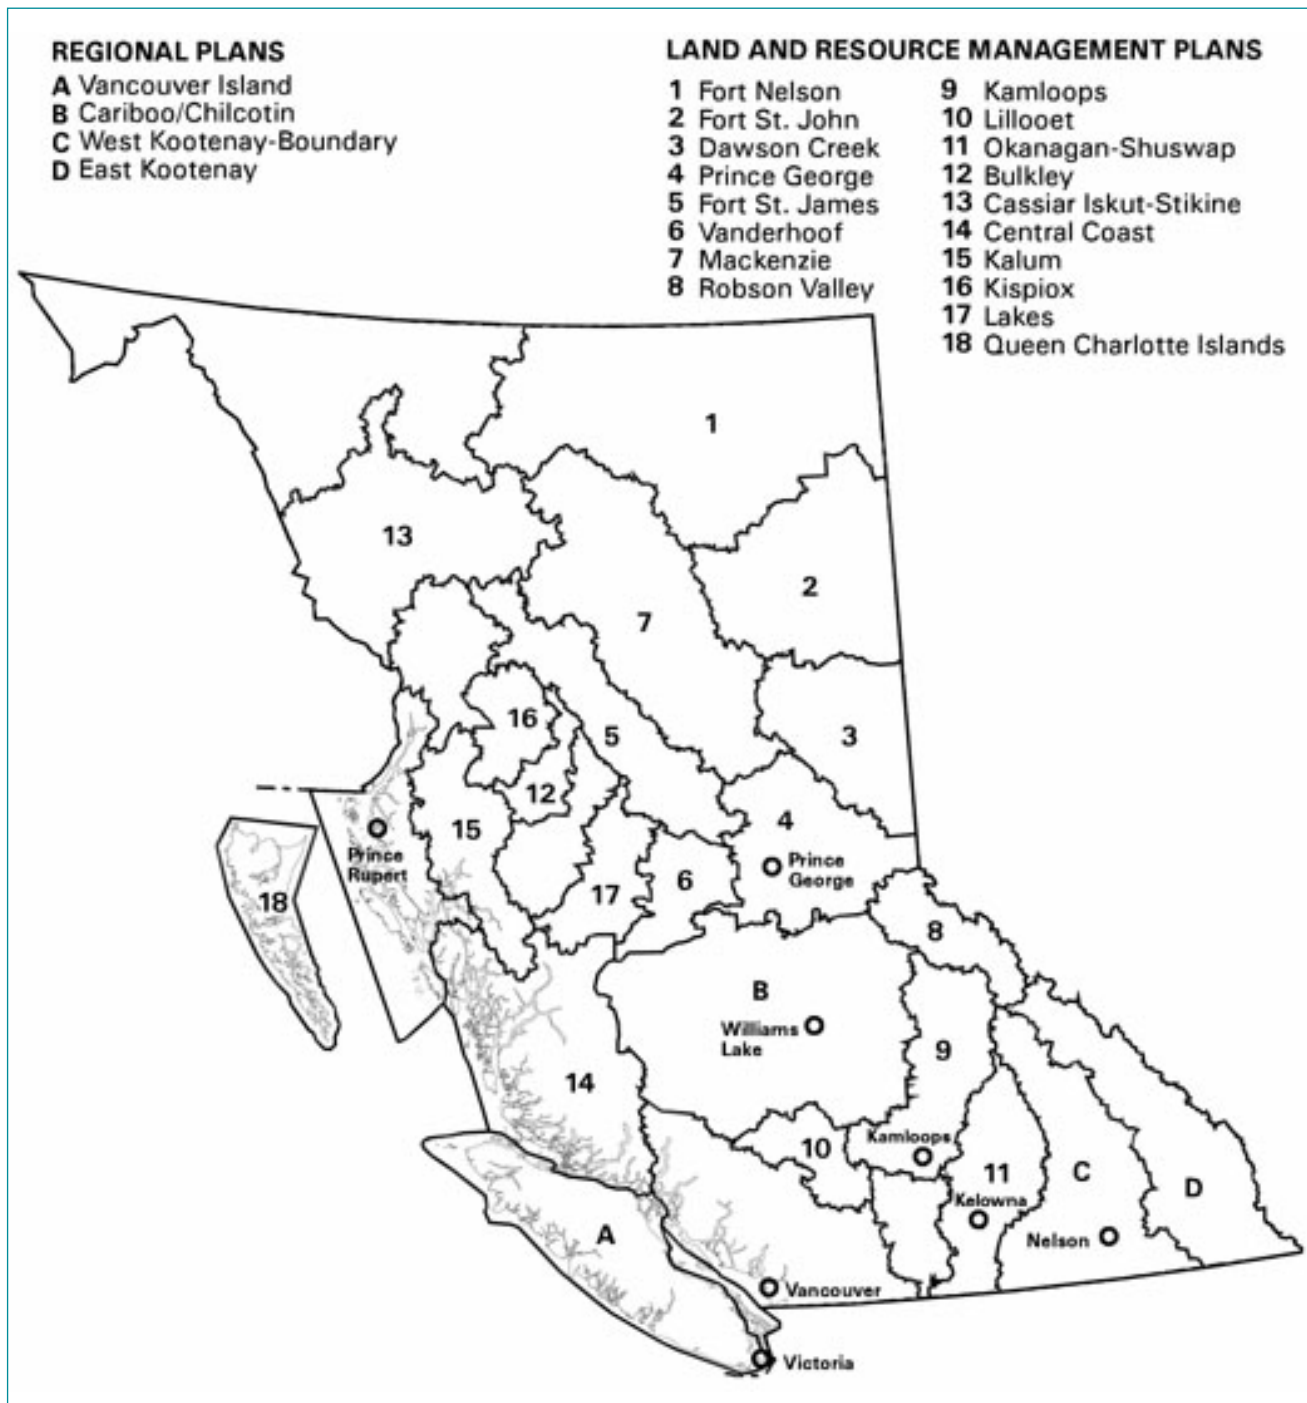 REGIONAL PLANS
A Vancouver Island
B Cariboo/Chilcotin
C West Kootenay-Boundary
D East Kootenay
LAND AND RESOURCE MANAGEMENT PLANS
1 Fort Nelson
2 Fort St. John
3 Dawson Creek
4 Prince George
5 Fort St. James
6 Vanderhoof
7 Mackenzie
8 Robson Valley
9 Kamloops
10 Lillooet
11 Okanagan-Shuswap
12 Bulkley
13 Cassiar Iskut-Stikine
14 Central Coast
15 Kalum
16 Kispiox
17 Lakes
18 Queen Charlotte Islands
1
13
2
7
16
5
3
12
4
15
Prince
Rupert
Prince
George
6
17
18
8
B
Williams
Lake
9
14
Kamloops
10
11
C
D
Kelowna
A
Nelson
Vancouver
Victoria